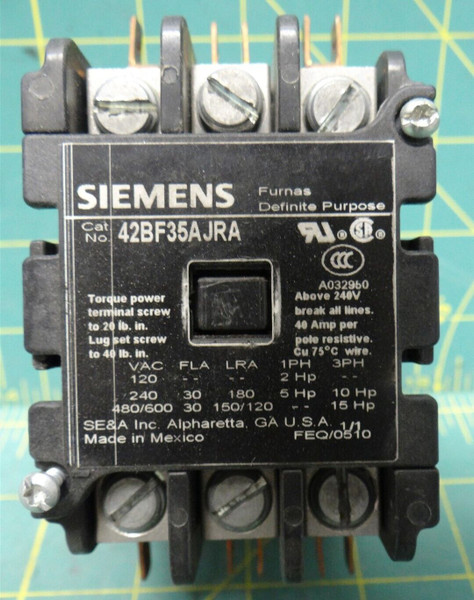 SIEMENS
Furnas
Definite Purpose
Cat
No. 42BF35AJRA
A032960
Torque power
terminal screw
to 20 lb. in.
Lug set screw
to 40 lb. in.
Above 240V
break all lines.
40 Amp per
pole resistive.
Cu 75°C wire.
VAC FLA LRA 1PH 3PH
120 -- -- 2 Hp --
240 30 180 5 Hp 10 Hp
480/600 30 150/120 -- 15 Hp
SE&A Inc. Alpharetta, GA U.S.A. 1/1
Made in Mexico FEQ/0510